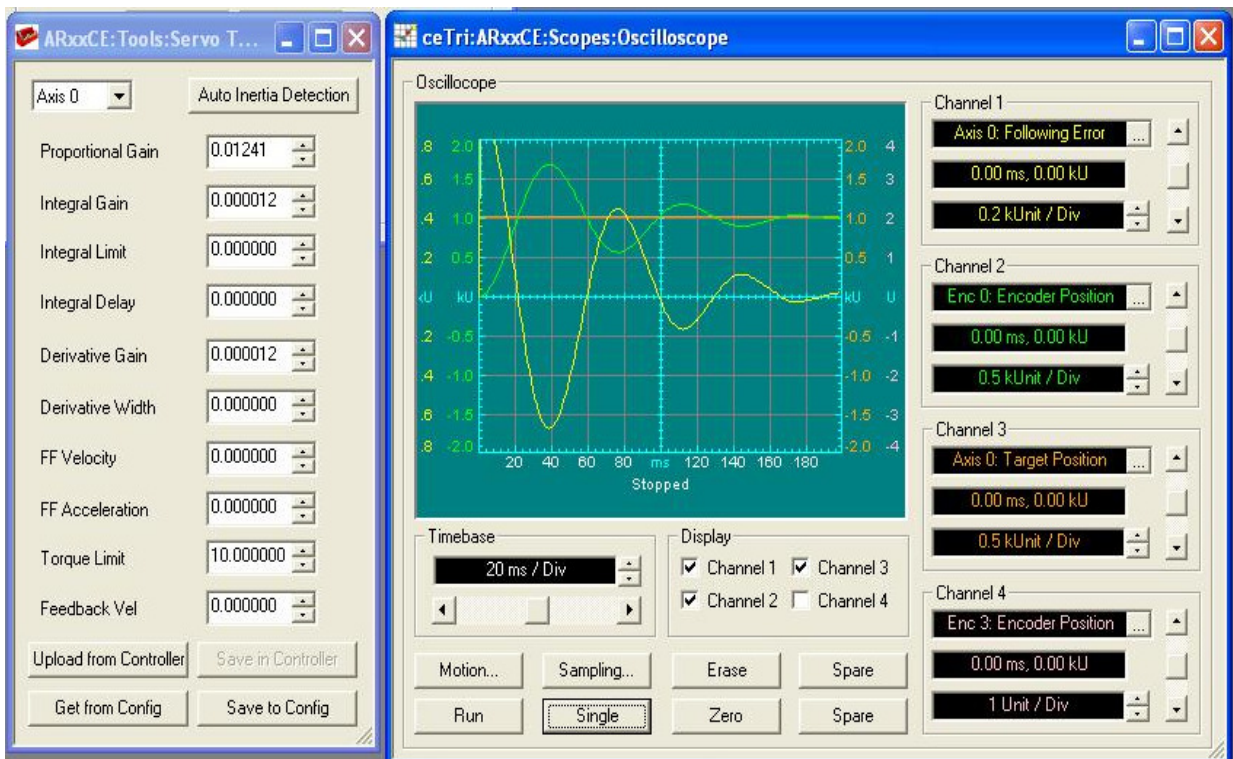 ARxxCE:Tools:Servo T...
Axis 0
Auto Inertia Detection
Proportional Gain 0.01241
Integral Gain 0.000012
Integral Limit 0.000000
Integral Delay 0.000000
Derivative Gain 0.000012
Derivative Width 0.000000
FF Velocity 0.000000
FF Acceleration 0.000000
Torque Limit 10.000000
Feedback Vel 0.000000
Upload from Controller Save in Controller
Get from Config Save to Config
ceTri:ARxxCE:Scopes:Oscilloscope
Oscillocope
.8 2.0 2.0 4
.6 1.5 1.5 3
.4 1.0 1.0 2
.2 0.5 0.5 1
kU kU kU U
.2 -0.5 -0.5 -1
.4 -1.0 -1.0 -2
.6 -1.5 -1.5 -3
.8 -2.0 -2.0 -4
20 40 60 80 ms 120 140 160 180
Stopped
Timebase
20 ms / Div
Display
Channel 1 Channel 3
Channel 2 Channel 4
Motion... Sampling... Erase Spare
Run Single Zero Spare
Channel 1
Axis 0: Following Error ...
0.00 ms, 0.00 kU
0.2 kUnit / Div
Channel 2
Enc 0: Encoder Position ...
0.00 ms, 0.00 kU
0.5 kUnit / Div
Channel 3
Axis 0: Target Position ...
0.00 ms, 0.00 kU
0.5 kUnit / Div
Channel 4
Enc 3: Encoder Position ...
0.00 ms, 0.00 kU
1 Unit / Div